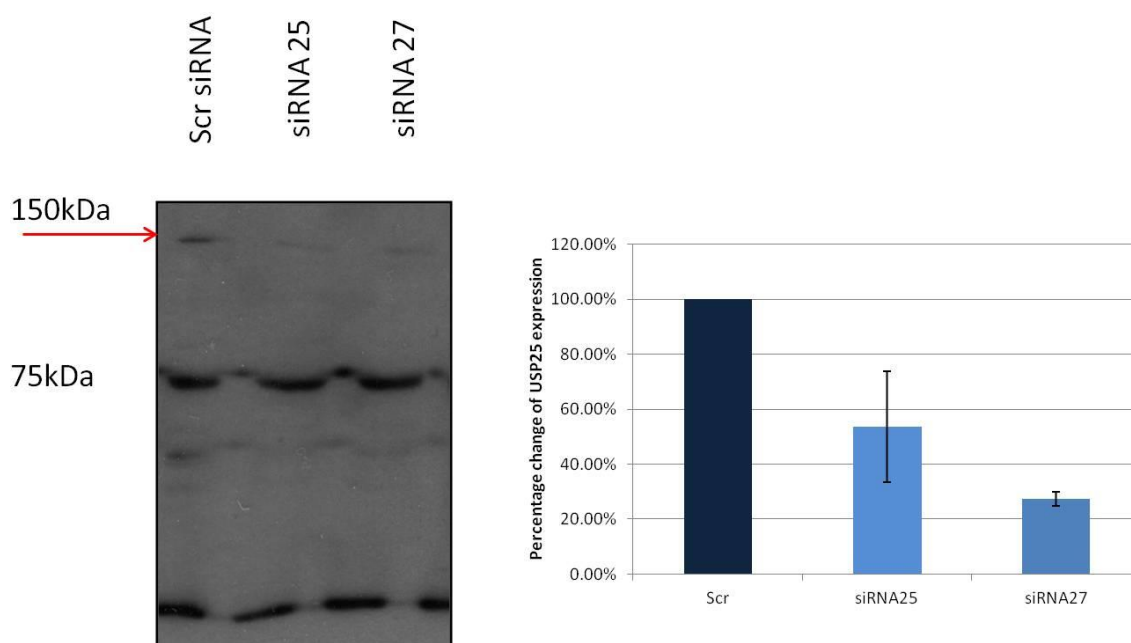 Scr siRNA
siRNA 25
siRNA 27
150kDa
75kDa
Percentage change of USP25 expression
120.00%
100.00%
80.00%
60.00%
40.00%
20.00%
0.00%
Scr
siRNA25
siRNA27